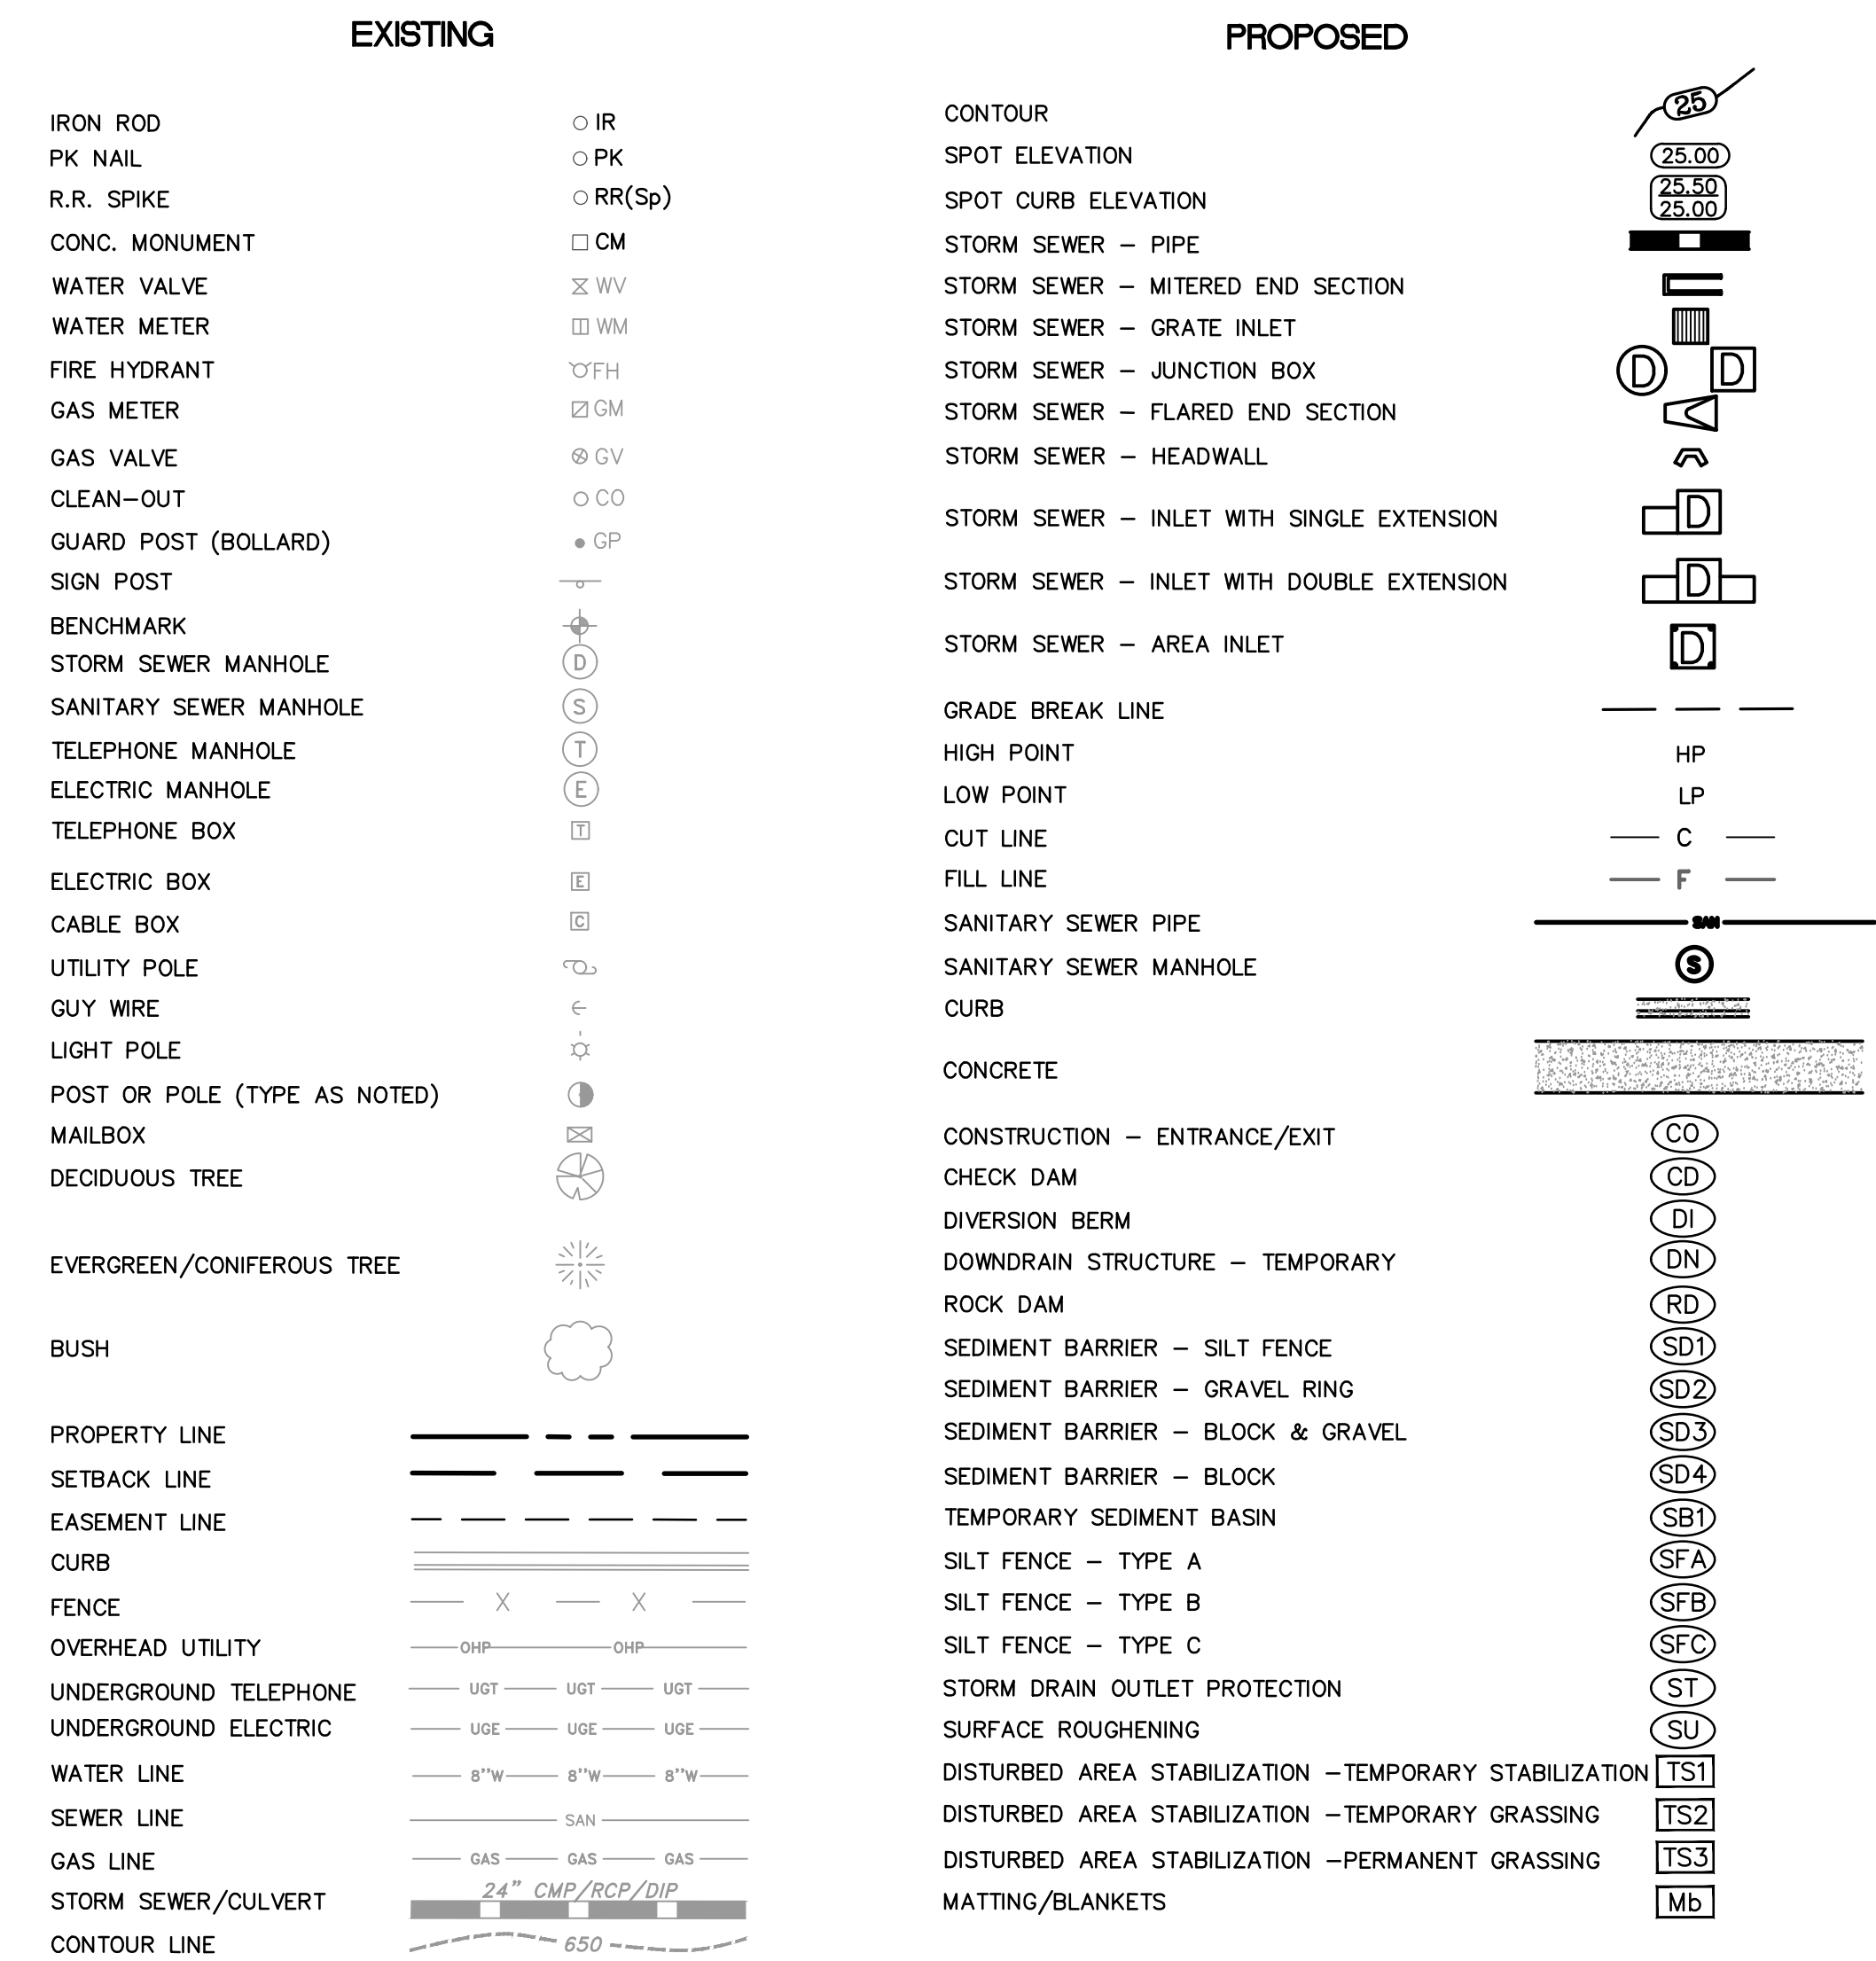 EXISTING
IRON ROD IR
PK NAIL PK
R.R. SPIKE RR(Sp)
CONC. MONUMENT CM
WATER VALVE WV
WATER METER WM
FIRE HYDRANT FH
GAS METER GM
GAS VALVE GV
CLEAN-OUT CO
GUARD POST (BOLLARD) GP
SIGN POST
BENCHMARK
STORM SEWER MANHOLE D
SANITARY SEWER MANHOLE S
TELEPHONE MANHOLE T
ELECTRIC MANHOLE E
TELEPHONE BOX T
ELECTRIC BOX E
CABLE BOX C
UTILITY POLE
GUY WIRE
LIGHT POLE
POST OR POLE (TYPE AS NOTED)
MAILBOX
DECIDUOUS TREE
EVERGREEN/CONIFEROUS TREE
BUSH
PROPERTY LINE
SETBACK LINE
EASEMENT LINE
CURB
FENCE X X
OVERHEAD UTILITY OHP OHP
UNDERGROUND TELEPHONE UGT UGT UGT
UNDERGROUND ELECTRIC UGE UGE UGE
WATER LINE 8"W 8"W 8"W
SEWER LINE SAN
GAS LINE GAS GAS GAS
24" CMP/RCP/DIP
STORM SEWER/CULVERT
CONTOUR LINE 650
PROPOSED
CONTOUR 25
SPOT ELEVATION 25.00
25.50
SPOT CURB ELEVATION
25.00
STORM SEWER - PIPE
STORM SEWER - MITERED END SECTION
STORM SEWER - GRATE INLET
STORM SEWER - JUNCTION BOX D D
STORM SEWER - FLARED END SECTION
STORM SEWER - HEADWALL
STORM SEWER - INLET WITH SINGLE EXTENSION D
STORM SEWER - INLET WITH DOUBLE EXTENSION D
STORM SEWER - AREA INLET D
GRADE BREAK LINE
HIGH POINT HP
LOW POINT LP
CUT LINE C
FILL LINE F
SANITARY SEWER PIPE SAN
SANITARY SEWER MANHOLE S
CURB
CONCRETE
CONSTRUCTION - ENTRANCE/EXIT CO
CHECK DAM CD
DIVERSION BERM DI
DOWNDRAIN STRUCTURE - TEMPORARY DN
ROCK DAM RD
SEDIMENT BARRIER - SILT FENCE SD1
SEDIMENT BARRIER - GRAVEL RING SD2
SEDIMENT BARRIER - BLOCK & GRAVEL SD3
SEDIMENT BARRIER - BLOCK SD4
TEMPORARY SEDIMENT BASIN SB1
SILT FENCE - TYPE A SFA
SILT FENCE - TYPE B SFB
SILT FENCE - TYPE C SFC
STORM DRAIN OUTLET PROTECTION ST
SURFACE ROUGHENING SU
DISTURBED AREA STABILIZATION -TEMPORARY STABILIZATION TS1
DISTURBED AREA STABILIZATION -TEMPORARY GRASSING TS2
DISTURBED AREA STABILIZATION -PERMANENT GRASSING TS3
MATTING/BLANKETS Mb